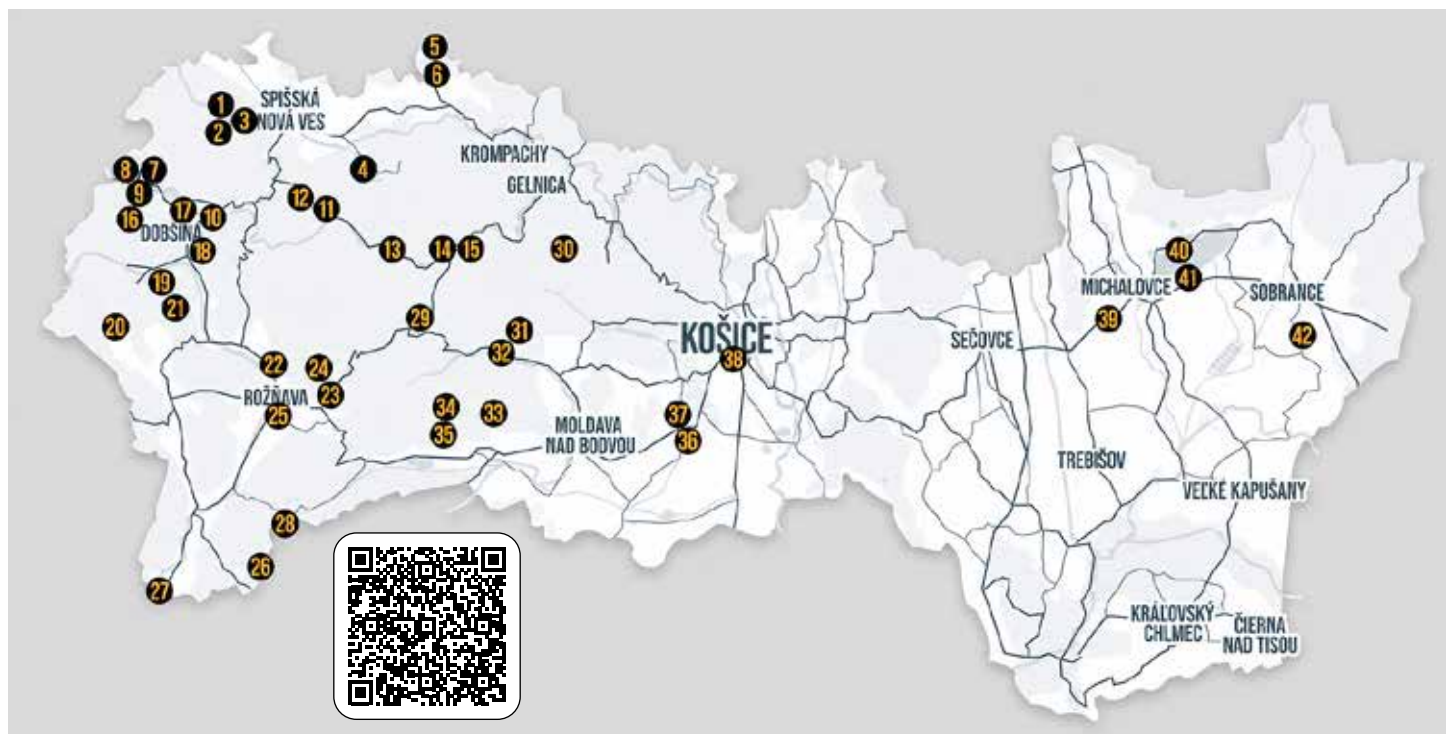 5
6
1
SPIŠSKÁ
NOVÁ VES
3
2
KROMPACHY
8
7
4
GELNICA
9
12
11
17
10
16
DOBŠINÁ
18
13
14
15
30
40
19
MICHALOVCE
41
SOBRANCE
21
20
29
31
39
KOŠICE
SEČOVCE
42
32
38
22
24
ROŽŇAVA
23
25
34
33
37
MOLDAVA
NAD BODVOU
35
36
TREBIŠOV
VEĽKÉ KAPUŠANY
28
26
27
KRÁĽOVSKÝ
CHLMEC
ČIERNA
NAD TISOU